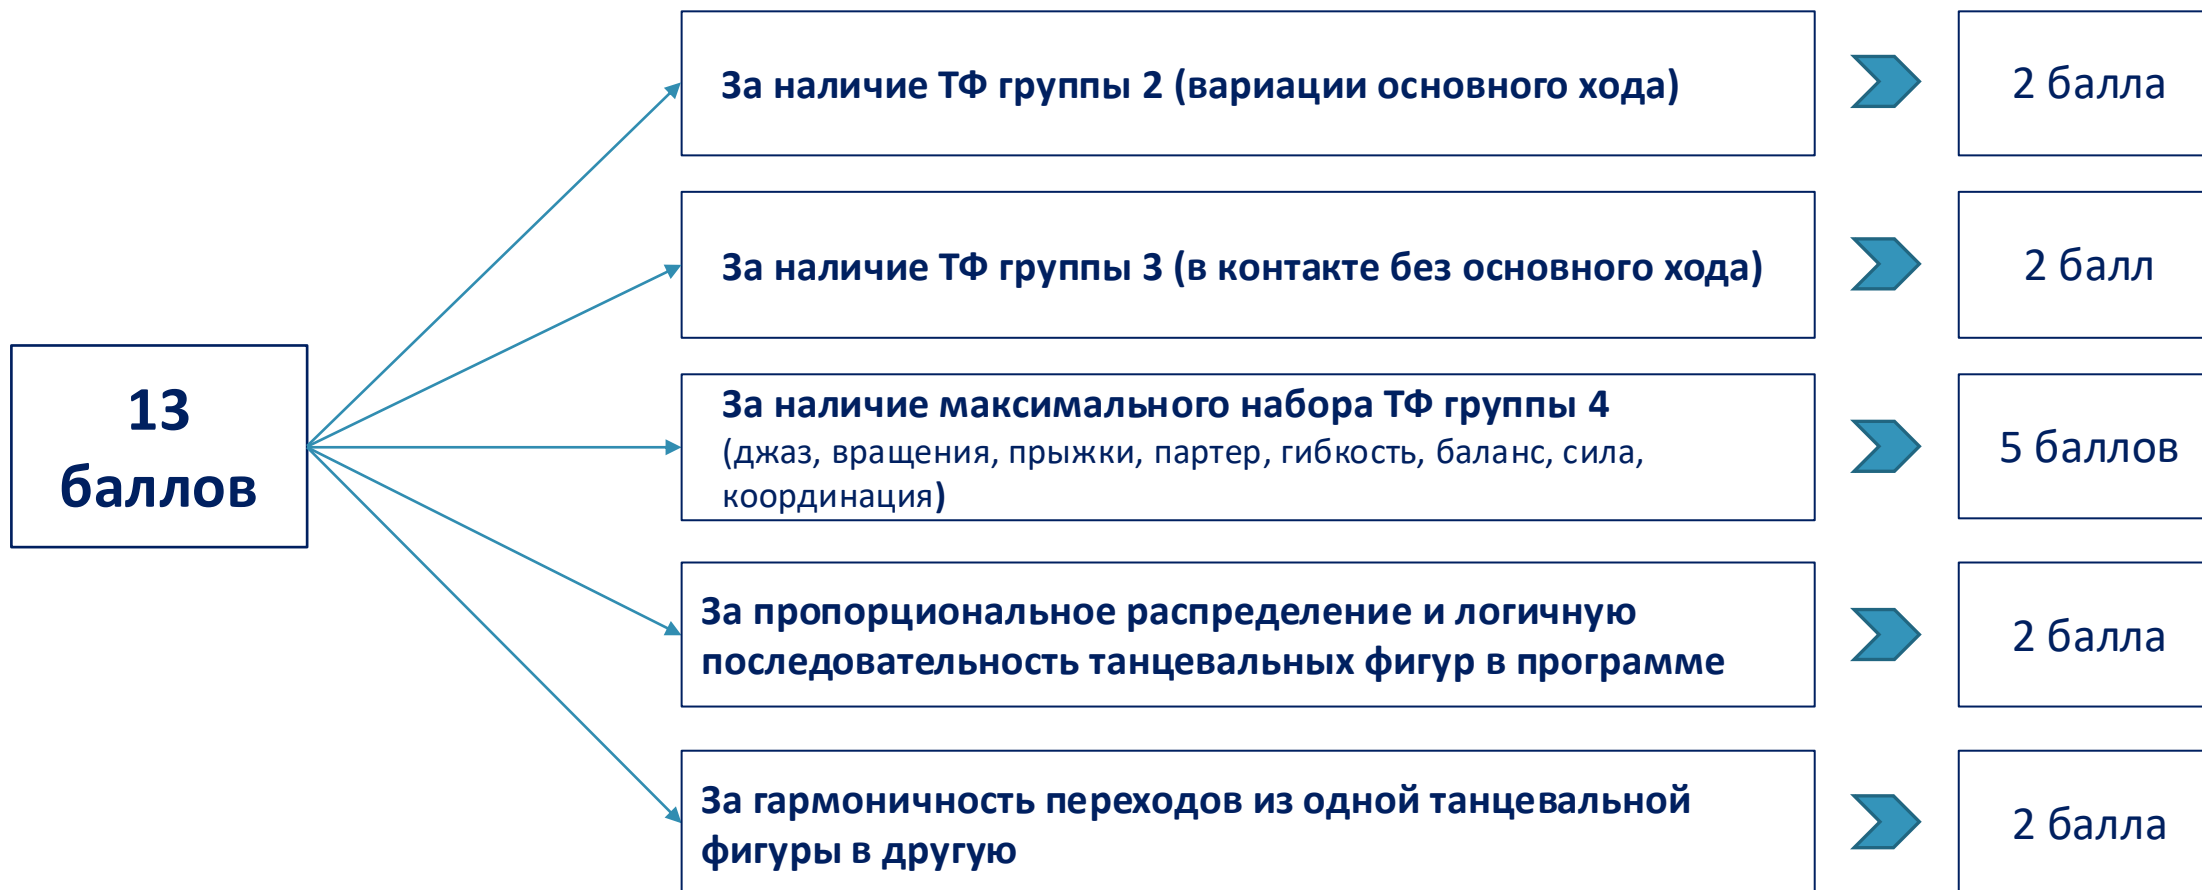 13
баллов
За наличие ТФ группы 2 (вариации основного хода)
2 балла
За наличие ТФ группы 3 (в контакте без основного хода)
2 балл
За наличие максимального набора ТФ группы 4
(джаз, вращения, прыжки, партер, гибкость, баланс, сила,
координация)
5 баллов
За пропорциональное распределение и логичную
последовательность танцевальных фигур в программе
2 балла
За гармоничность переходов из одной танцевальной
фигуры в другую
2 балла